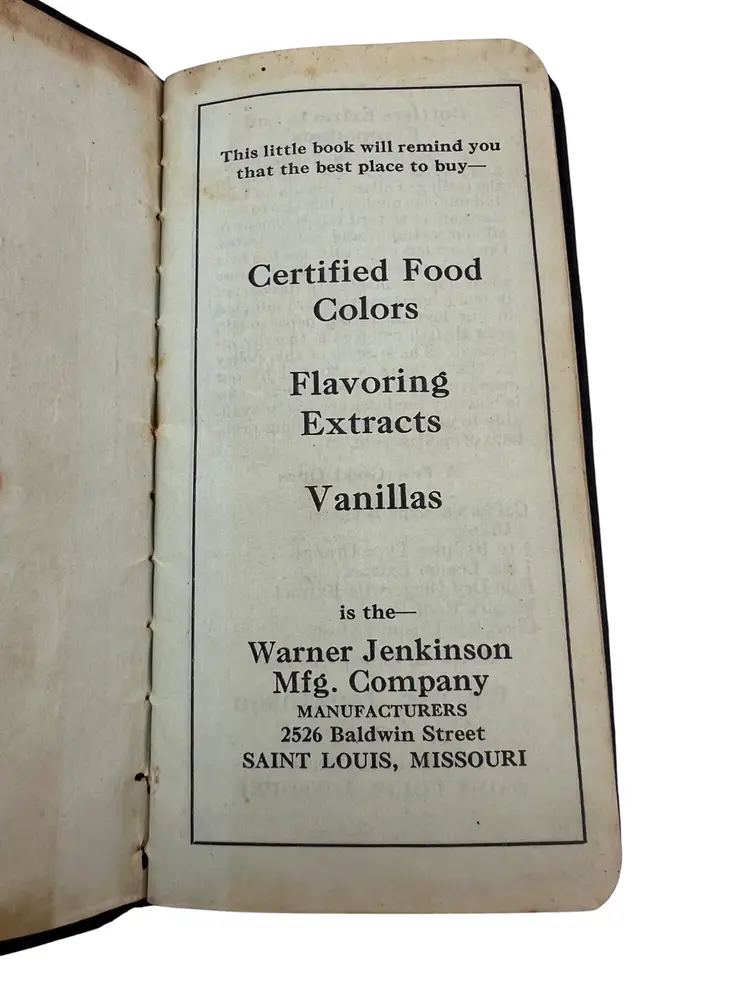 This little book will remind you
that the best place to buy—
Certified Food
Colors
Flavoring
Extracts
Vanillas
is the—
Warner Jenkinson
Mfg. Company
MANUFACTURERS
2526 Baldwin Street
SAINT LOUIS, MISSOURI